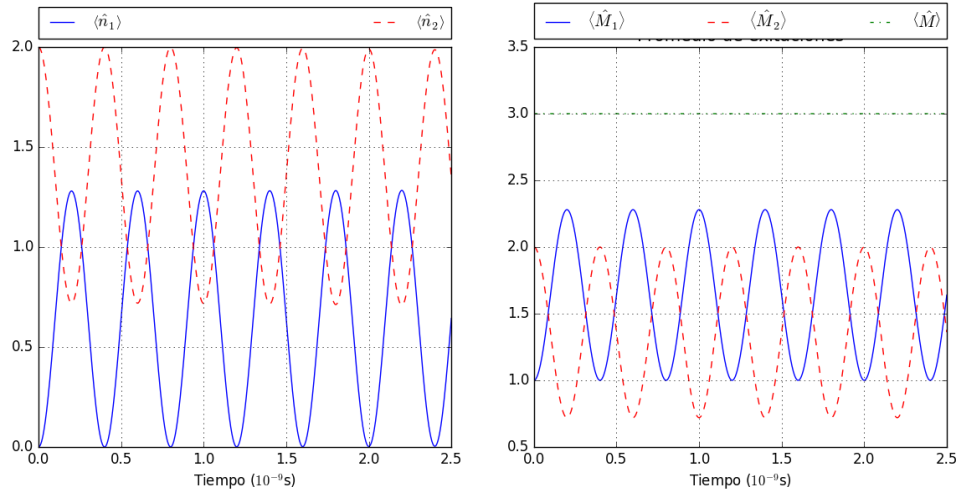 ⟨n̂₁⟩ ⟨n̂₂⟩
2.0
1.5
1.0
0.5
0.0
0.0 0.5 1.0 1.5 2.0 2.5
Tiempo (10⁻⁹s)
⟨M̂₁⟩ ⟨M̂₂⟩ ⟨M̂⟩
Promedio de exitaciones
3.5
3.0
2.5
2.0
1.5
1.0
0.5
0.0 0.5 1.0 1.5 2.0 2.5
Tiempo (10⁻⁹s)